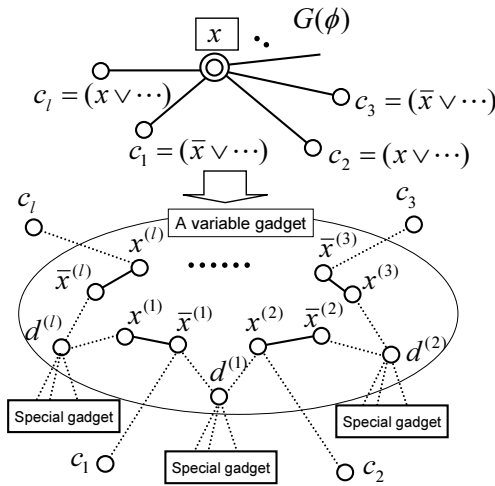 x
G(ϕ)
c_l = (x ∨ ⋯)
c_3 = (x̄ ∨ ⋯)
c_1 = (x̄ ∨ ⋯)
c_2 = (x ∨ ⋯)
c_l
c_3
A variable gadget
x^{(l)}
x̄^{(3)}
x̄^{(l)}
x^{(3)}
x^{(1)} x̄^{(1)} x^{(2)} x̄^{(2)}
d^{(l)} d^{(1)} d^{(2)}
Special gadget
Special gadget
Special gadget
c_1
c_2